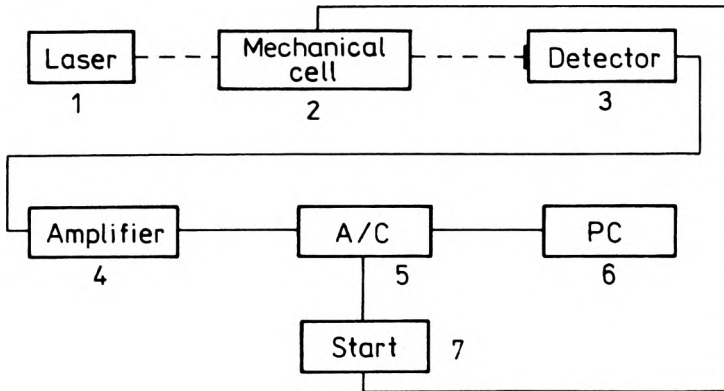 Laser
Mechanical
cell
Detector
1
2
3
Amplifier
A/C
PC
4
5
6
Start
7